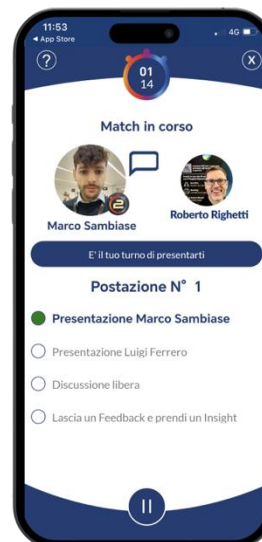 11:53
◀ App Store
4G
?
01
14
X
Match in corso
2
Marco Sambiase
Roberto Righetti
E' il tuo turno di presentarti
Postazione N° 1
Presentazione Marco Sambiase
Presentazione Luigi Ferrero
Discussione libera
Lascia un Feedback e prendi un Insight